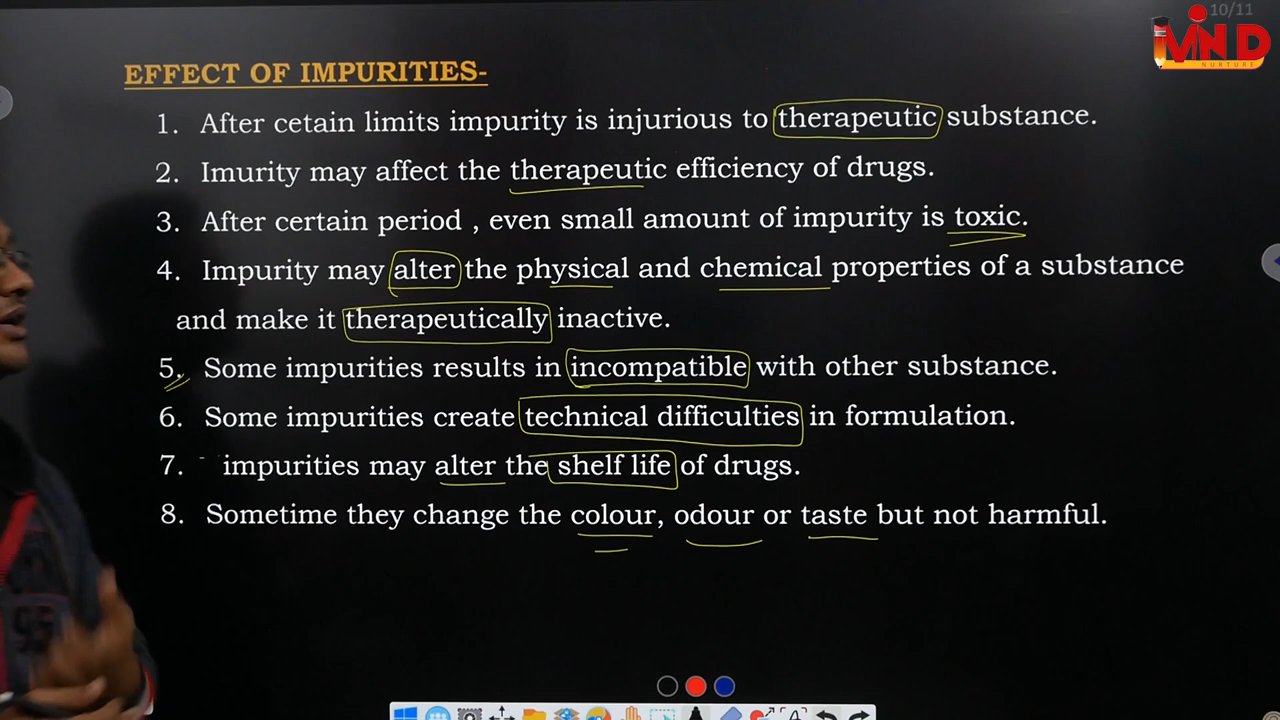 10/11
MIND
NURTURE
EFFECT OF IMPURITIES-
1. After cetain limits impurity is injurious to therapeutic substance.
2. Imurity may affect the therapeutic efficiency of drugs.
3. After certain period , even small amount of impurity is toxic.
4. Impurity may alter the physical and chemical properties of a substance
and make it therapeutically inactive.
5. Some impurities results in incompatible with other substance.
6. Some impurities create technical difficulties in formulation.
7. impurities may alter the shelf life of drugs.
8. Sometime they change the colour, odour or taste but not harmful.
95